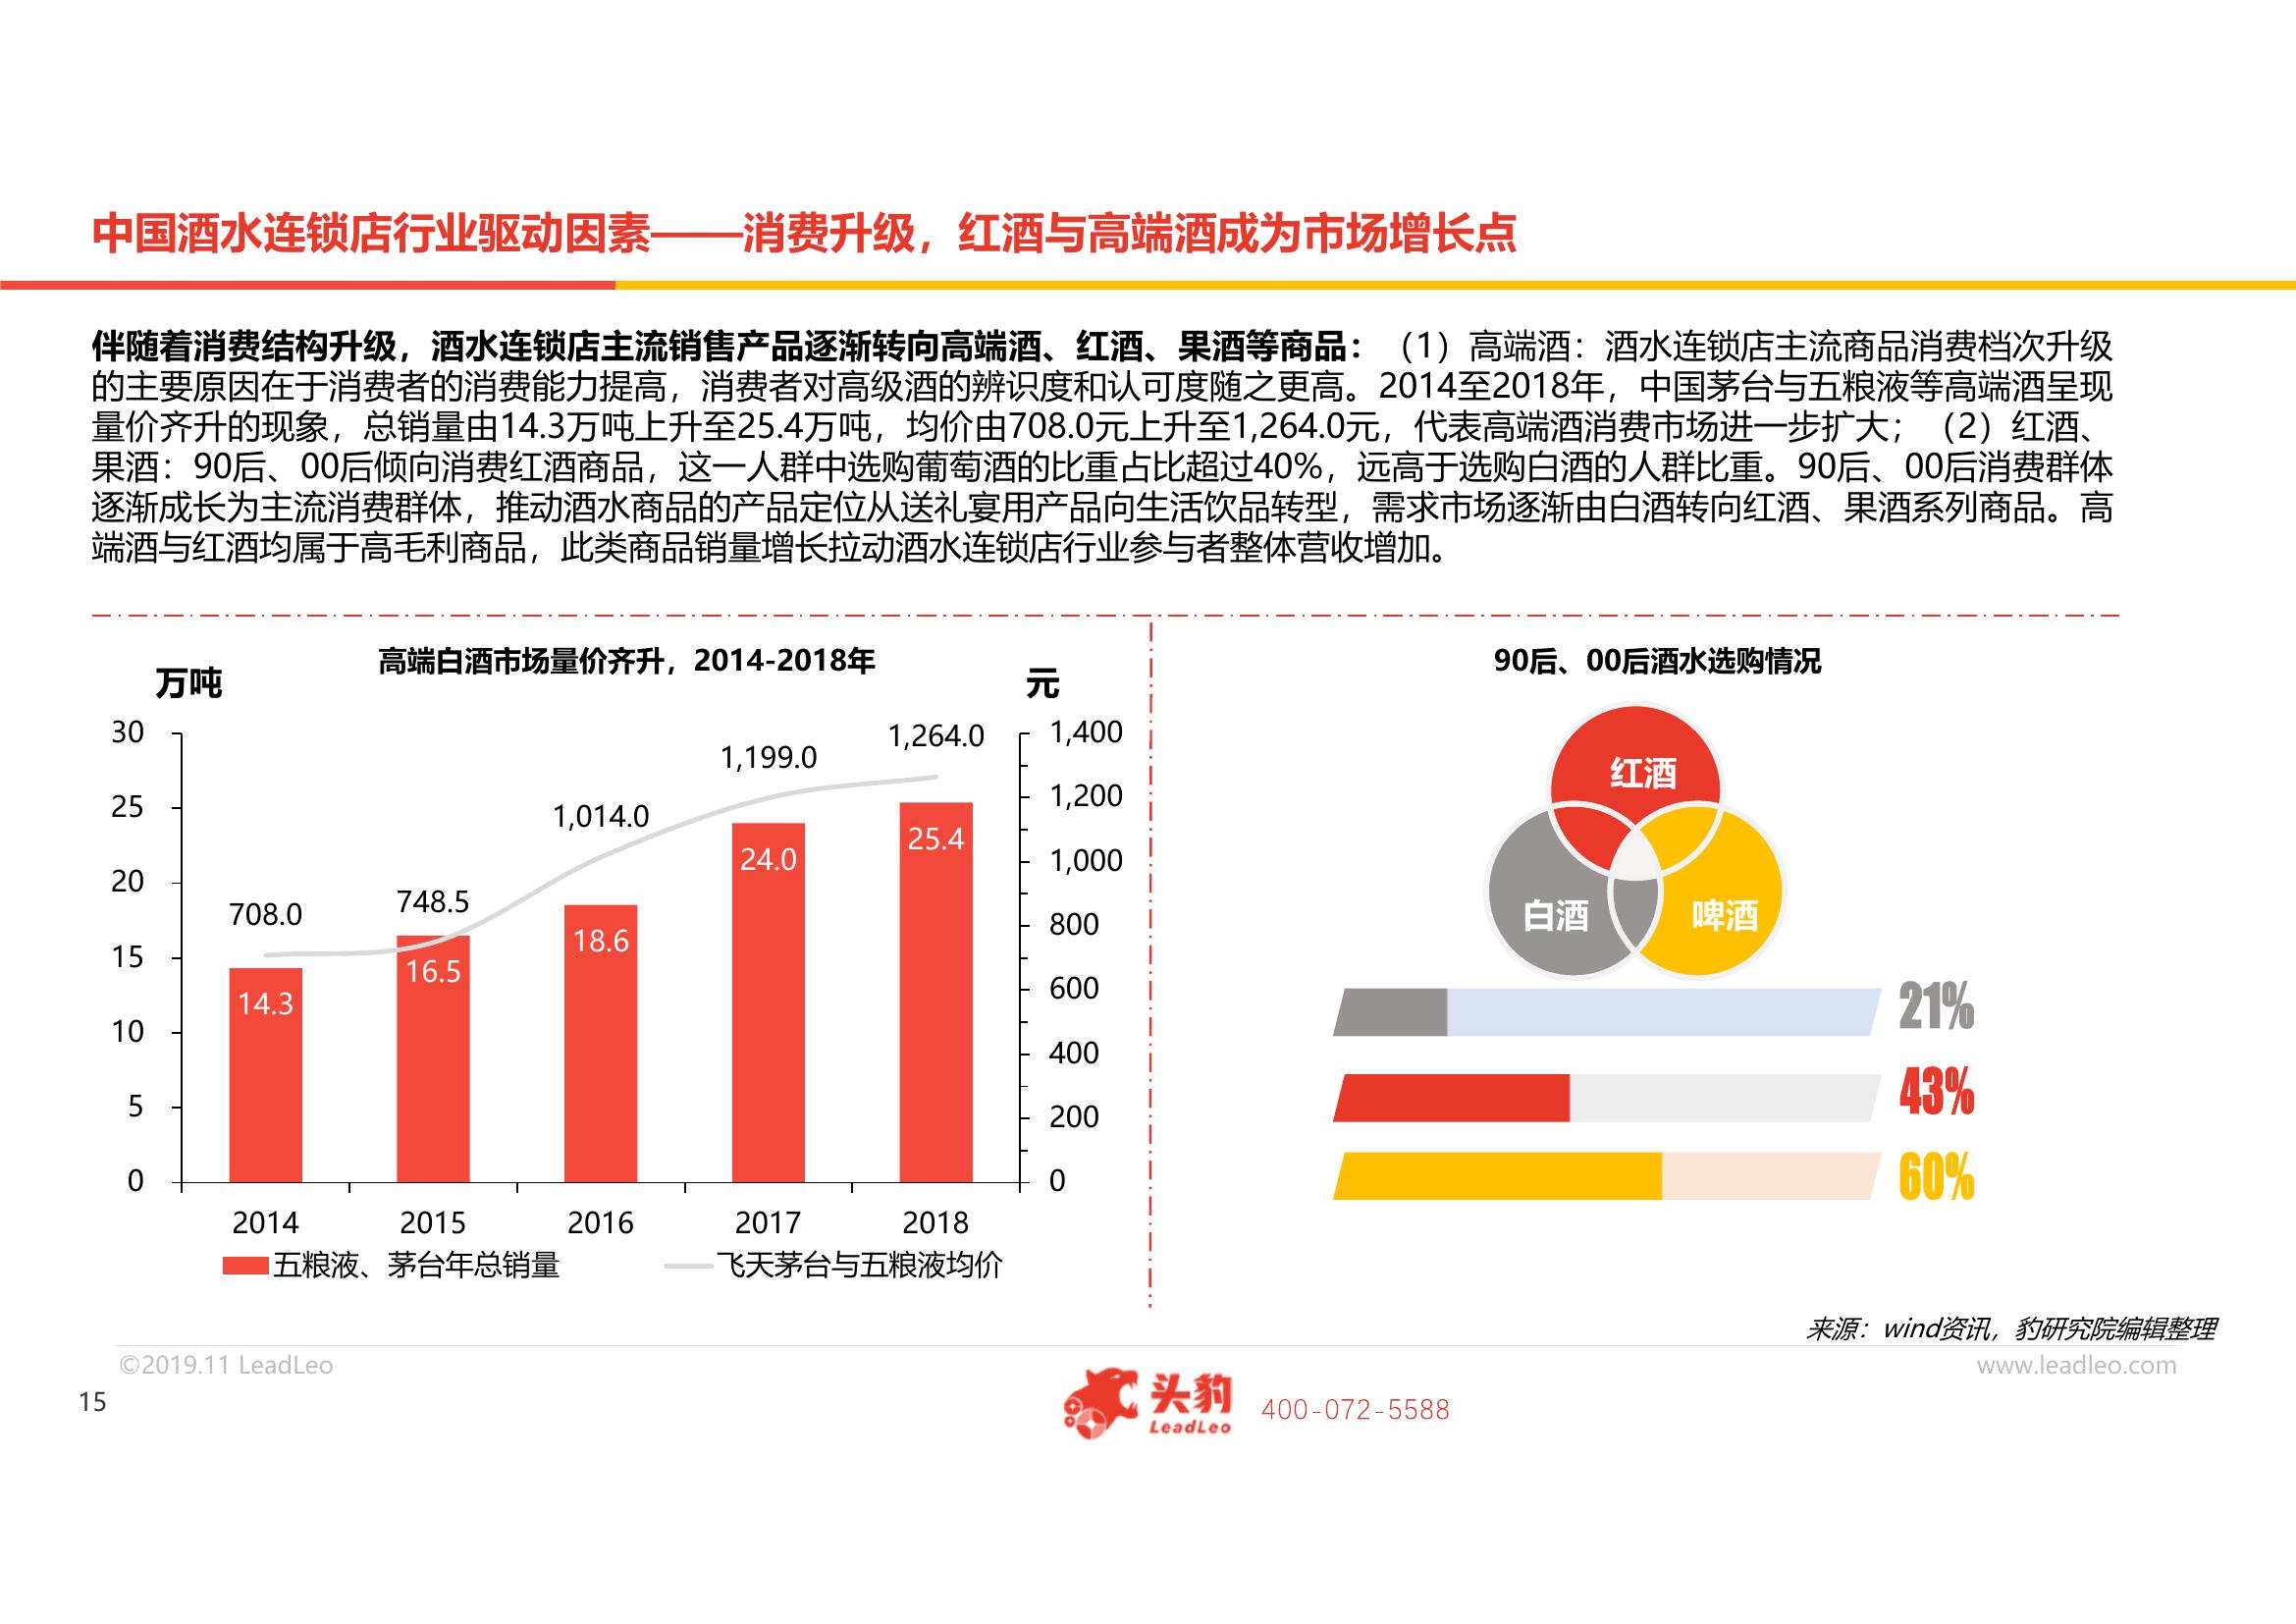 中国酒水连锁店行业驱动因素——消费升级，红酒与高端酒成为市场增长点
伴随着消费结构升级，酒水连锁店主流销售产品逐渐转向高端酒、红酒、果酒等商品：（1）高端酒：酒水连锁店主流商品消费档次升级
的主要原因在于消费者的消费能力提高，消费者对高级酒的辨识度和认可度随之更高。2014至2018年，中国茅台与五粮液等高端酒呈现
量价齐升的现象，总销量由14.3万吨上升至25.4万吨，均价由708.0元上升至1,264.0元，代表高端酒消费市场进一步扩大；（2）红酒、
果酒：90后、00后倾向消费红酒商品，这一人群中选购葡萄酒的比重占比超过40%，远高于选购白酒的人群比重。90后、00后消费群体
逐渐成长为主流消费群体，推动酒水商品的产品定位从送礼宴用产品向生活饮品转型，需求市场逐渐由白酒转向红酒、果酒系列商品。高
端酒与红酒均属于高毛利商品，此类商品销量增长拉动酒水连锁店行业参与者整体营收增加。
高端白酒市场量价齐升，2014-2018年
万吨
元
30
25
20
15
10
5
0
1,400
1,200
1,000
800
600
400
200
0
708.0
748.5
1,014.0
1,199.0
1,264.0
14.3
16.5
18.6
24.0
25.4
2014
2015
2016
2017
2018
五粮液、茅台年总销量
飞天茅台与五粮液均价
90后、00后酒水选购情况
红酒
白酒
啤酒
21%
43%
60%
来源：wind资讯，豹研究院编辑整理
©2019.11 LeadLeo
www.leadleo.com
15
头豹
LeadLeo
400-072-5588